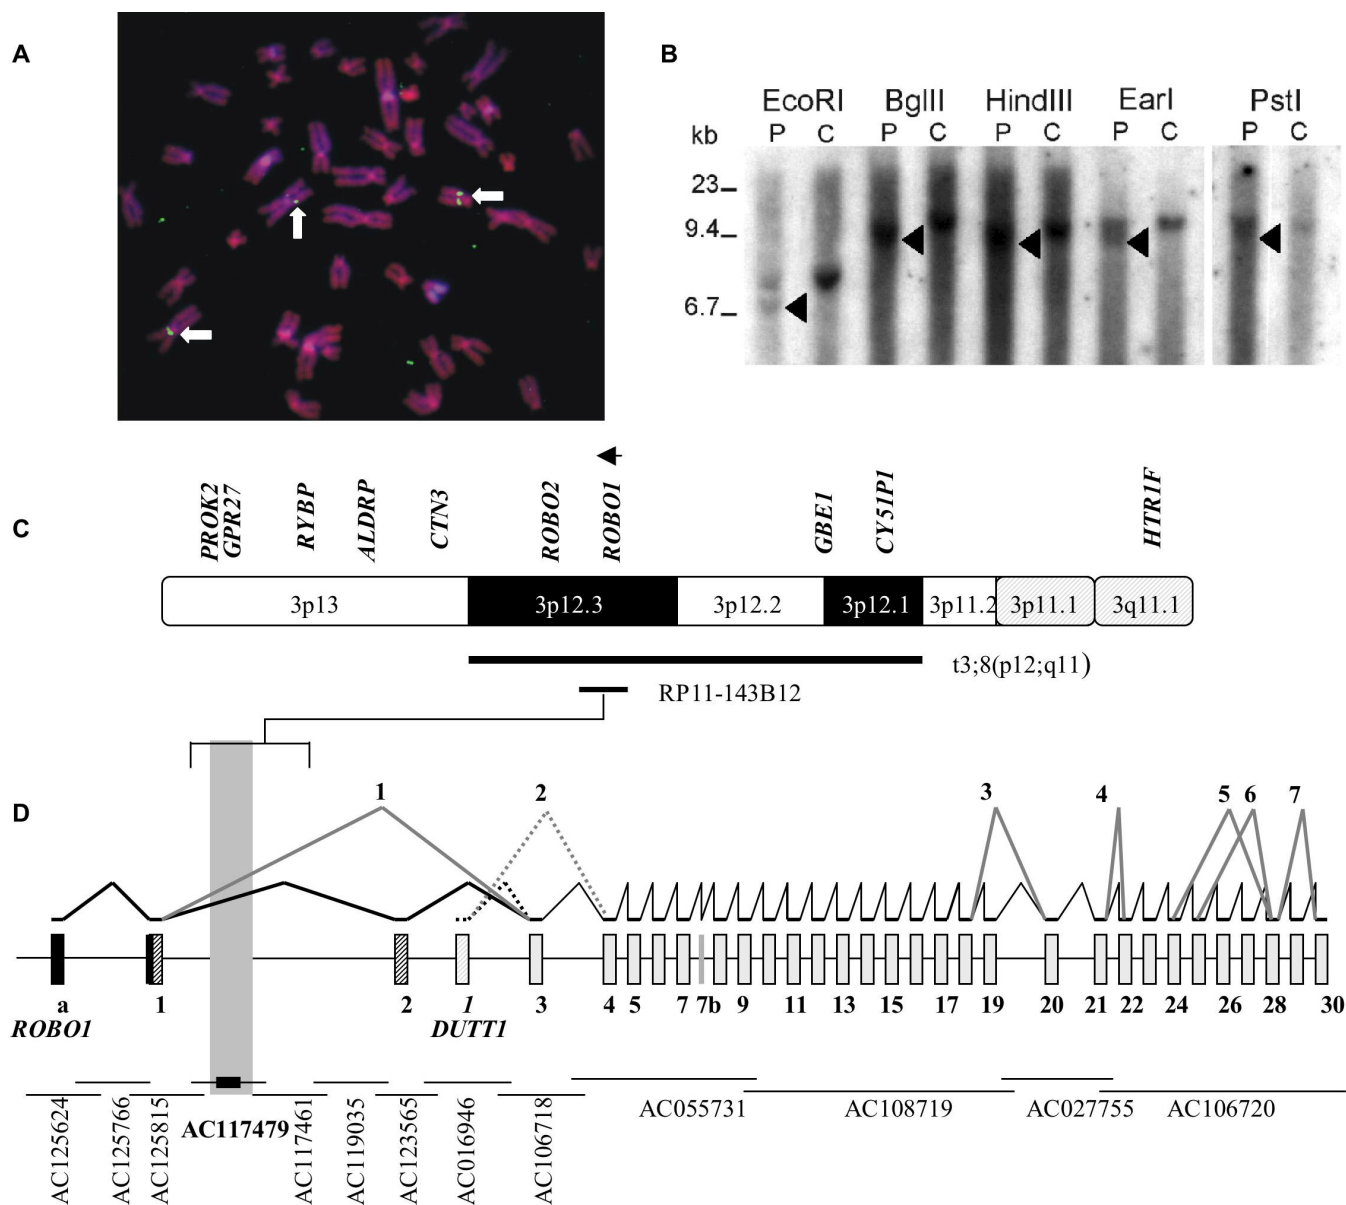 A
B
EcoRI BglII HindIII EarI PstI
kb P C P C P C P C P C
23
9.4
6.7
C
PROK2 GPR27 RYBP ALDRP CTN3 ROBO2 ROBO1 GBE1 CY51P1 HTR1F
3p13 3p12.3 3p12.2 3p12.1 3p11.2 3p11.1 3q11.1
t3;8(p12;q11)
RP11-143B12
D
1 2 3 4 5 6 7
a 1 2 1 3 4 5 7 7b 9 11 13 15 17 19 20 21 22 24 26 28 30
ROBO1 DUTT1
AC125624 AC125766 AC125815 AC117479 AC117461 AC119035 AC123565 AC016946 AC106718 AC055731 AC108719 AC027755 AC106720